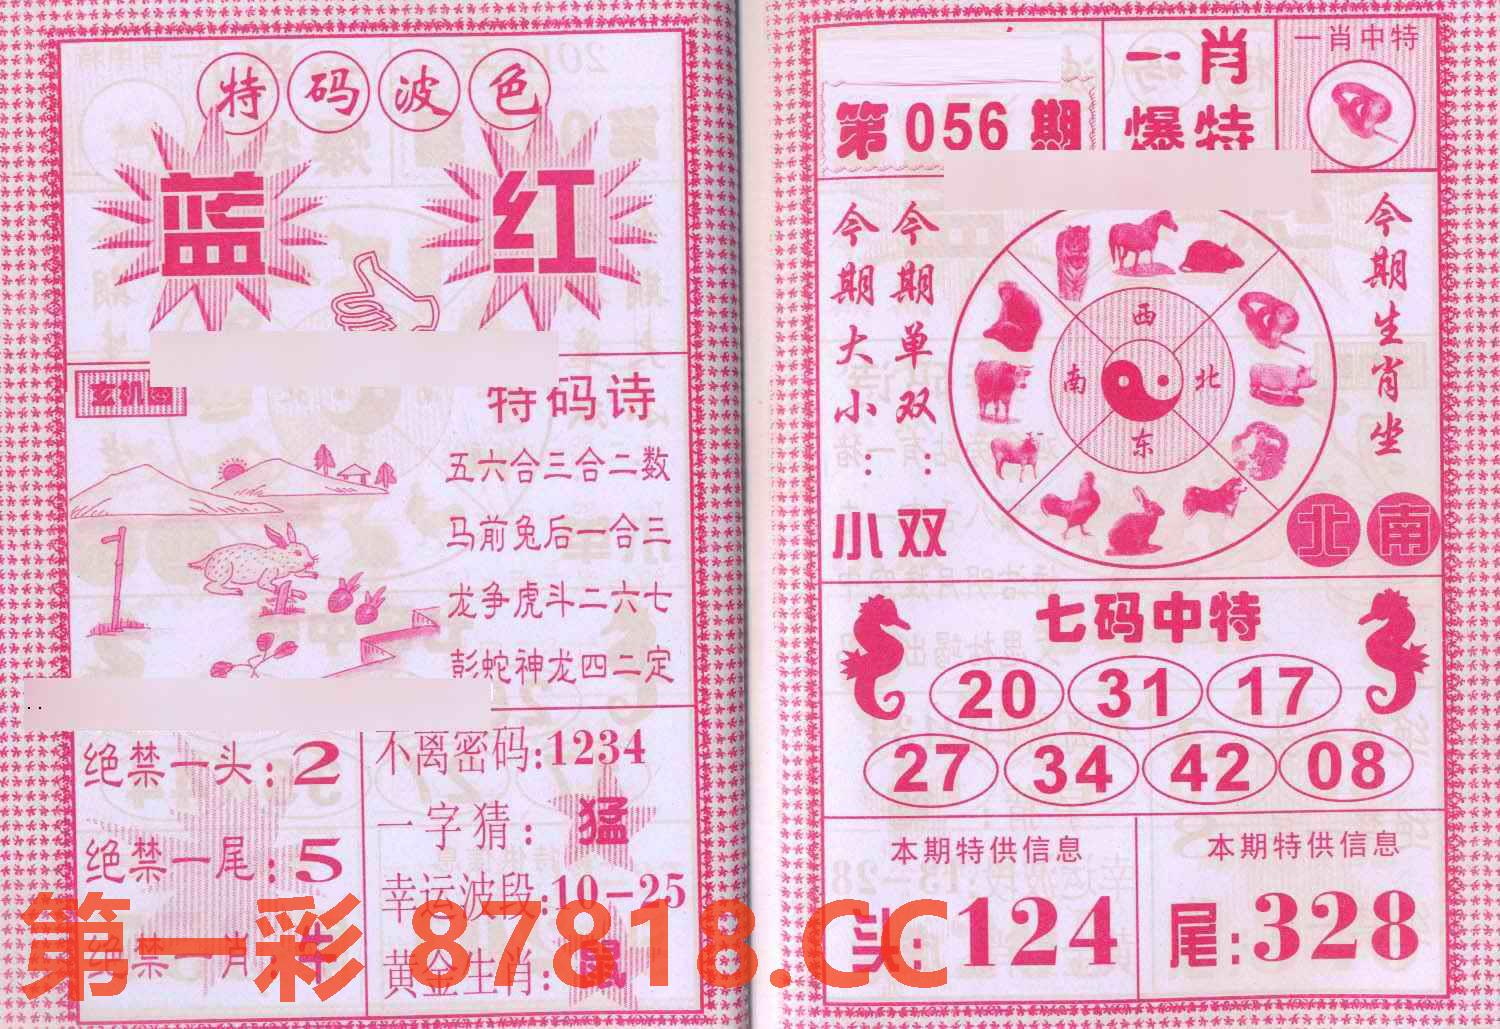 特码波色
蓝 红
玄机图
特码诗
五六合三合二数
马前兔后一合三
龙争虎斗二六七
彭蛇神龙四二定
绝禁一头:2
绝禁一尾:5
绝禁一肖:牛
不离密码:1234
一字猜:猛
幸运波段:10-25
黄金生肖:鼠
第056期
一肖
爆特
一肖中特
今期大小:小
今期单双:双
西
南 北
东
今期生肖坐
北南
七码中特
20 31 17
27 34 42 08
本期特供信息
头:124
本期特供信息
尾:328
第一彩 87818.CC